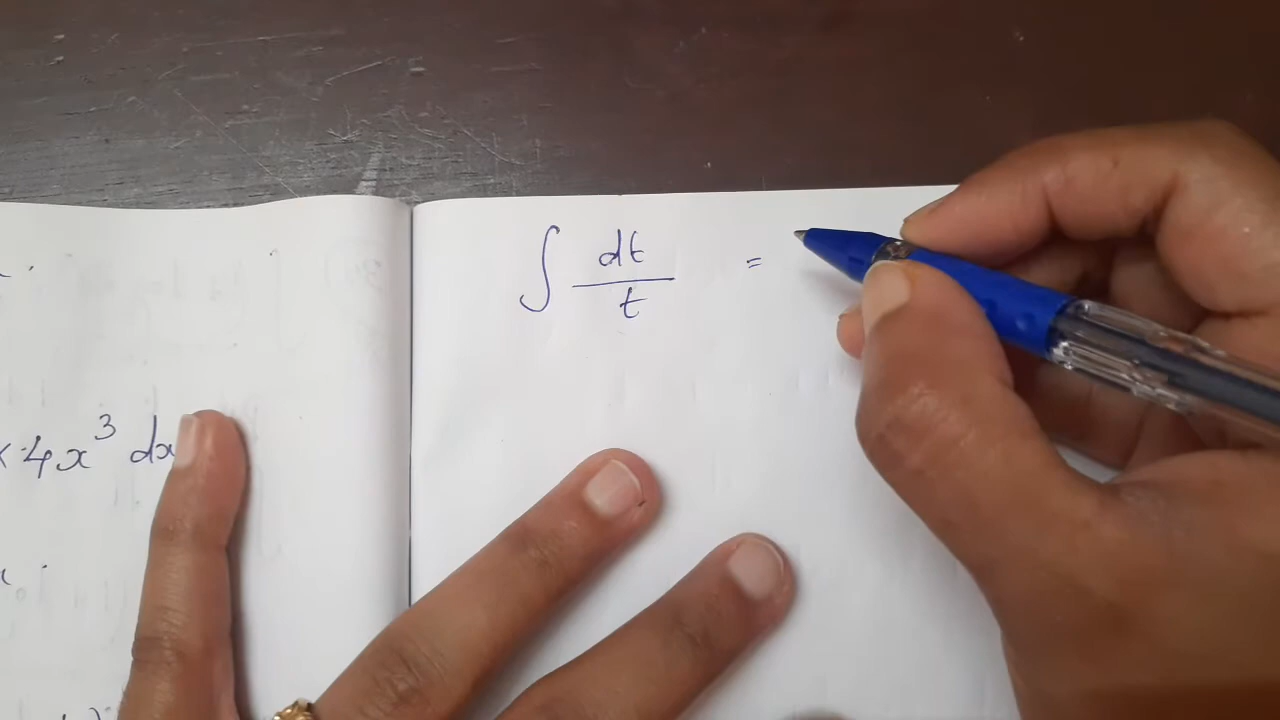 4x³ dx
∫ dt/t =